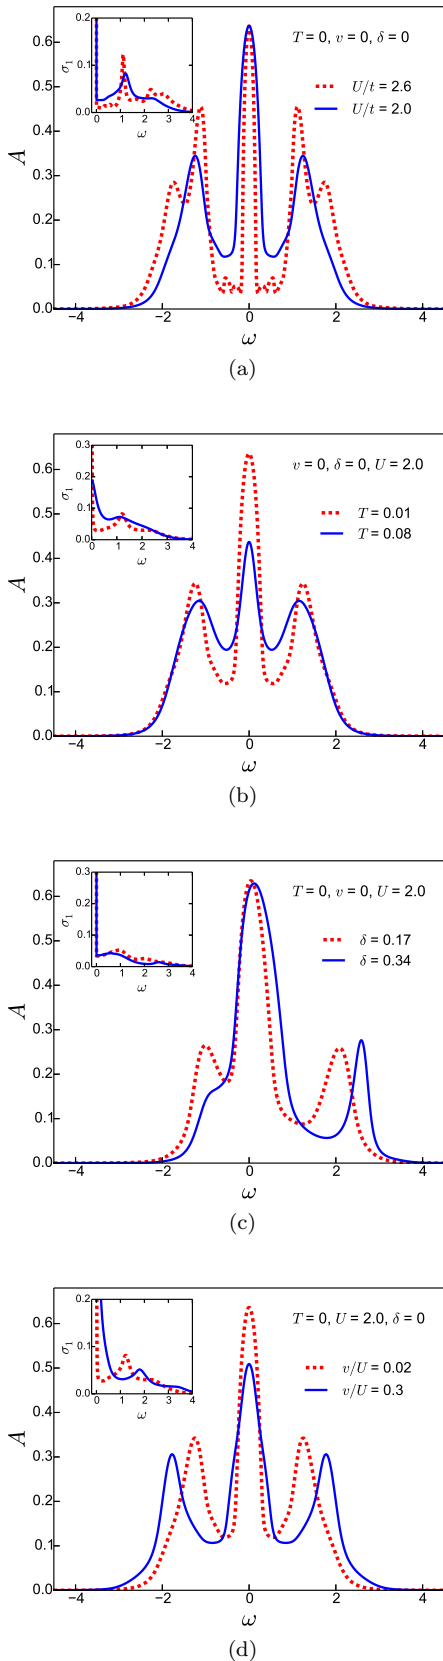 0.2
0.1
0.0
σ₁
0 1 2 3 4
ω
T = 0, v = 0, δ = 0
U/t = 2.6
U/t = 2.0
0.6
0.5
0.4
0.3
0.2
0.1
0.0
A
−4 −2 0 2 4
ω
(a)
0.3
0.2
0.1
0.0
σ₁
0 1 2 3 4
ω
v = 0, δ = 0, U = 2.0
T = 0.01
T = 0.08
0.6
0.5
0.4
0.3
0.2
0.1
0.0
A
−4 −2 0 2 4
ω
(b)
0.3
0.2
0.1
0.0
σ₁
0 1 2 3 4
ω
T = 0, v = 0, U = 2.0
δ = 0.17
δ = 0.34
0.6
0.5
0.4
0.3
0.2
0.1
0.0
A
−4 −2 0 2 4
ω
(c)
0.2
0.1
0.0
σ₁
0 1 2 3 4
ω
T = 0, U = 2.0, δ = 0
v/U = 0.02
v/U = 0.3
0.6
0.5
0.4
0.3
0.2
0.1
0.0
A
−4 −2 0 2 4
ω
(d)